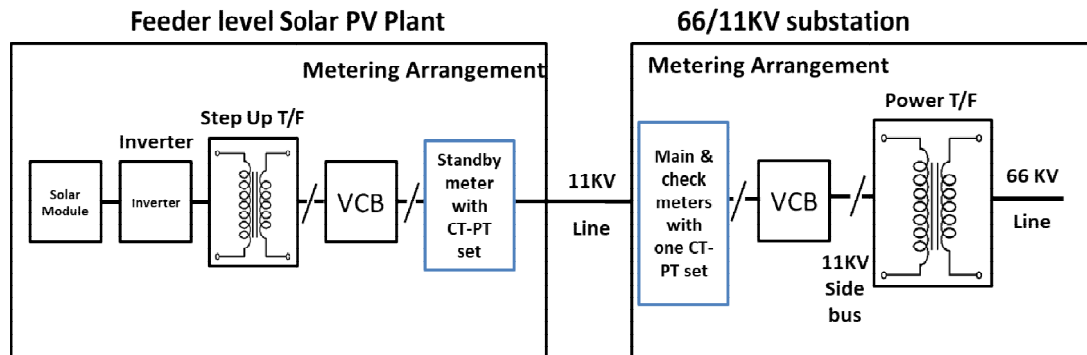 Feeder level Solar PV Plant
66/11KV substation
Metering Arrangement
Metering Arrangement
Step Up T/F
Power T/F
Inverter
Solar
Module
Inverter
VCB
Standby
meter
with
CT-PT
set
11KV
Line
Main &
check
meters
with
one CT-
PT set
VCB
11KV
Side
bus
66 KV
Line